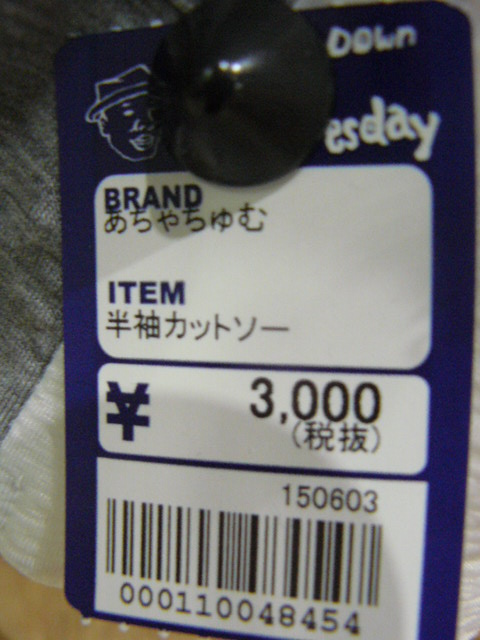 Down
esday
BRAND
あちゃちゅむ
ITEM
半袖カットソー
¥ 3,000
(税抜)
150603
000110048454